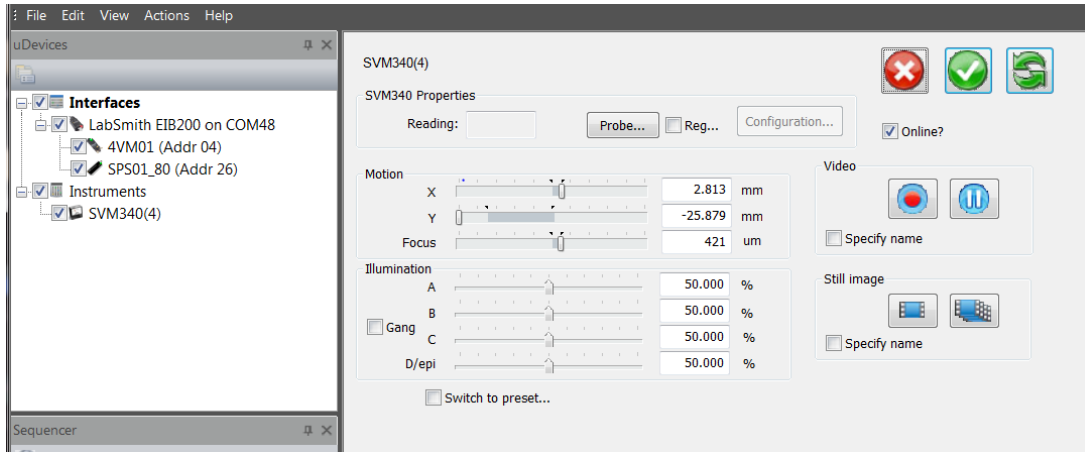 File Edit View Actions Help
uDevices
Interfaces
LabSmith EIB200 on COM48
4VM01 (Addr 04)
SPS01_80 (Addr 26)
Instruments
SVM340(4)
Sequencer
SVM340(4)
SVM340 Properties
Reading: Probe... Reg... Configuration...
Online?
Motion
X 2.813 mm
Y -25.879 mm
Focus 421 um
Illumination
A 50.000 %
B 50.000 %
Gang
C 50.000 %
D/epi 50.000 %
Switch to preset...
Video
Specify name
Still image
Specify name